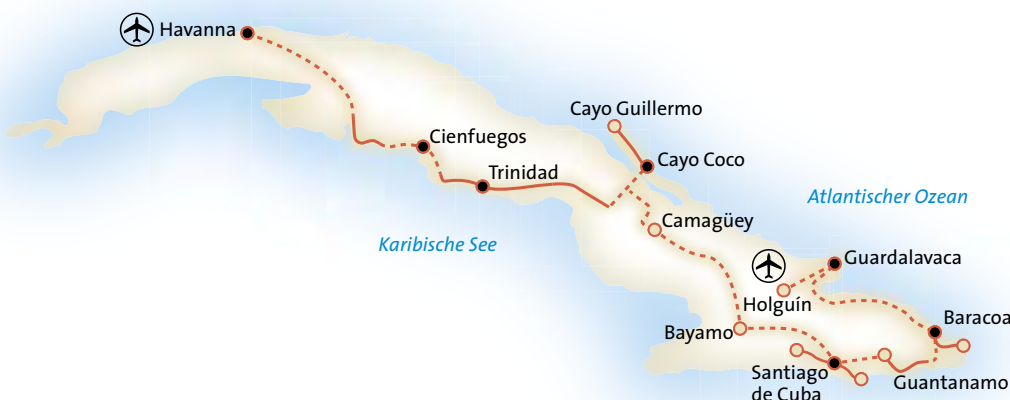 Havanna
Cayo Guillermo
Cienfuegos
Cayo Coco
Trinidad
Atlantischer Ozean
Camagüey
Karibische See
Guardalavaca
Holguín
Baracoa
Bayamo
Santiago
de Cuba
Guantanamo